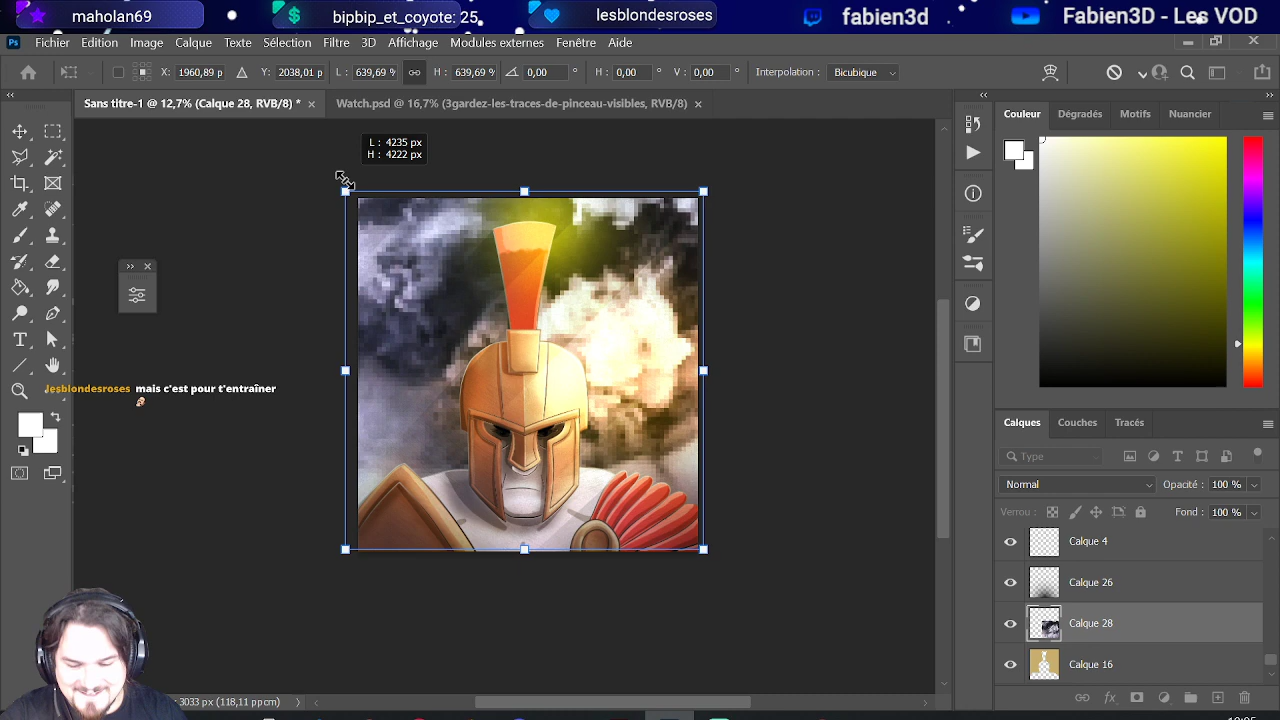 maholan69
bipbip_et_coyote: 25
lesblondesroses
fabien3d
Fabien3D - Les VOD
Ps Fichier Edition Image Calque Texte Sélection Filtre 3D Affichage Modules externes Fenêtre Aide
X: 1960,89 p Y: 2038,01 p L: 639,69 % H: 639,69 % 0,00 ° H: 0,00 ° V: 0,00 ° Interpolation : Bicubique
Sans titre-1 @ 12,7% (Calque 28, RVB/8) *
Watch.psd @ 16,7% (3gardez-les-traces-de-pinceau-visibles, RVB/8)
L : 4235 px
H : 4222 px
Couleur Dégradés Motifs Nuancier
lesblondesroses mais c'est pour t'entraîner
Calques Couches Tracés
Type
Normal Opacité : 100 %
Verrou : Fond : 100 %
Calque 4
Calque 26
Calque 28
Calque 16
3033 px (118,11 ppcm)